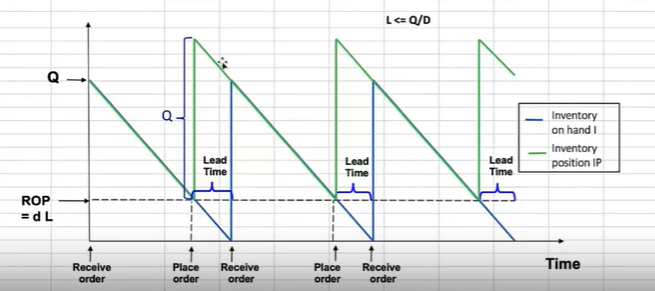 L <= Q/D
Q
Q
Inventory
on hand I
Inventory
position IP
Lead
Time
Lead
Time
Lead
Time
ROP
= d L
Time
Receive
order
Place
order
Receive
order
Place
order
Receive
order